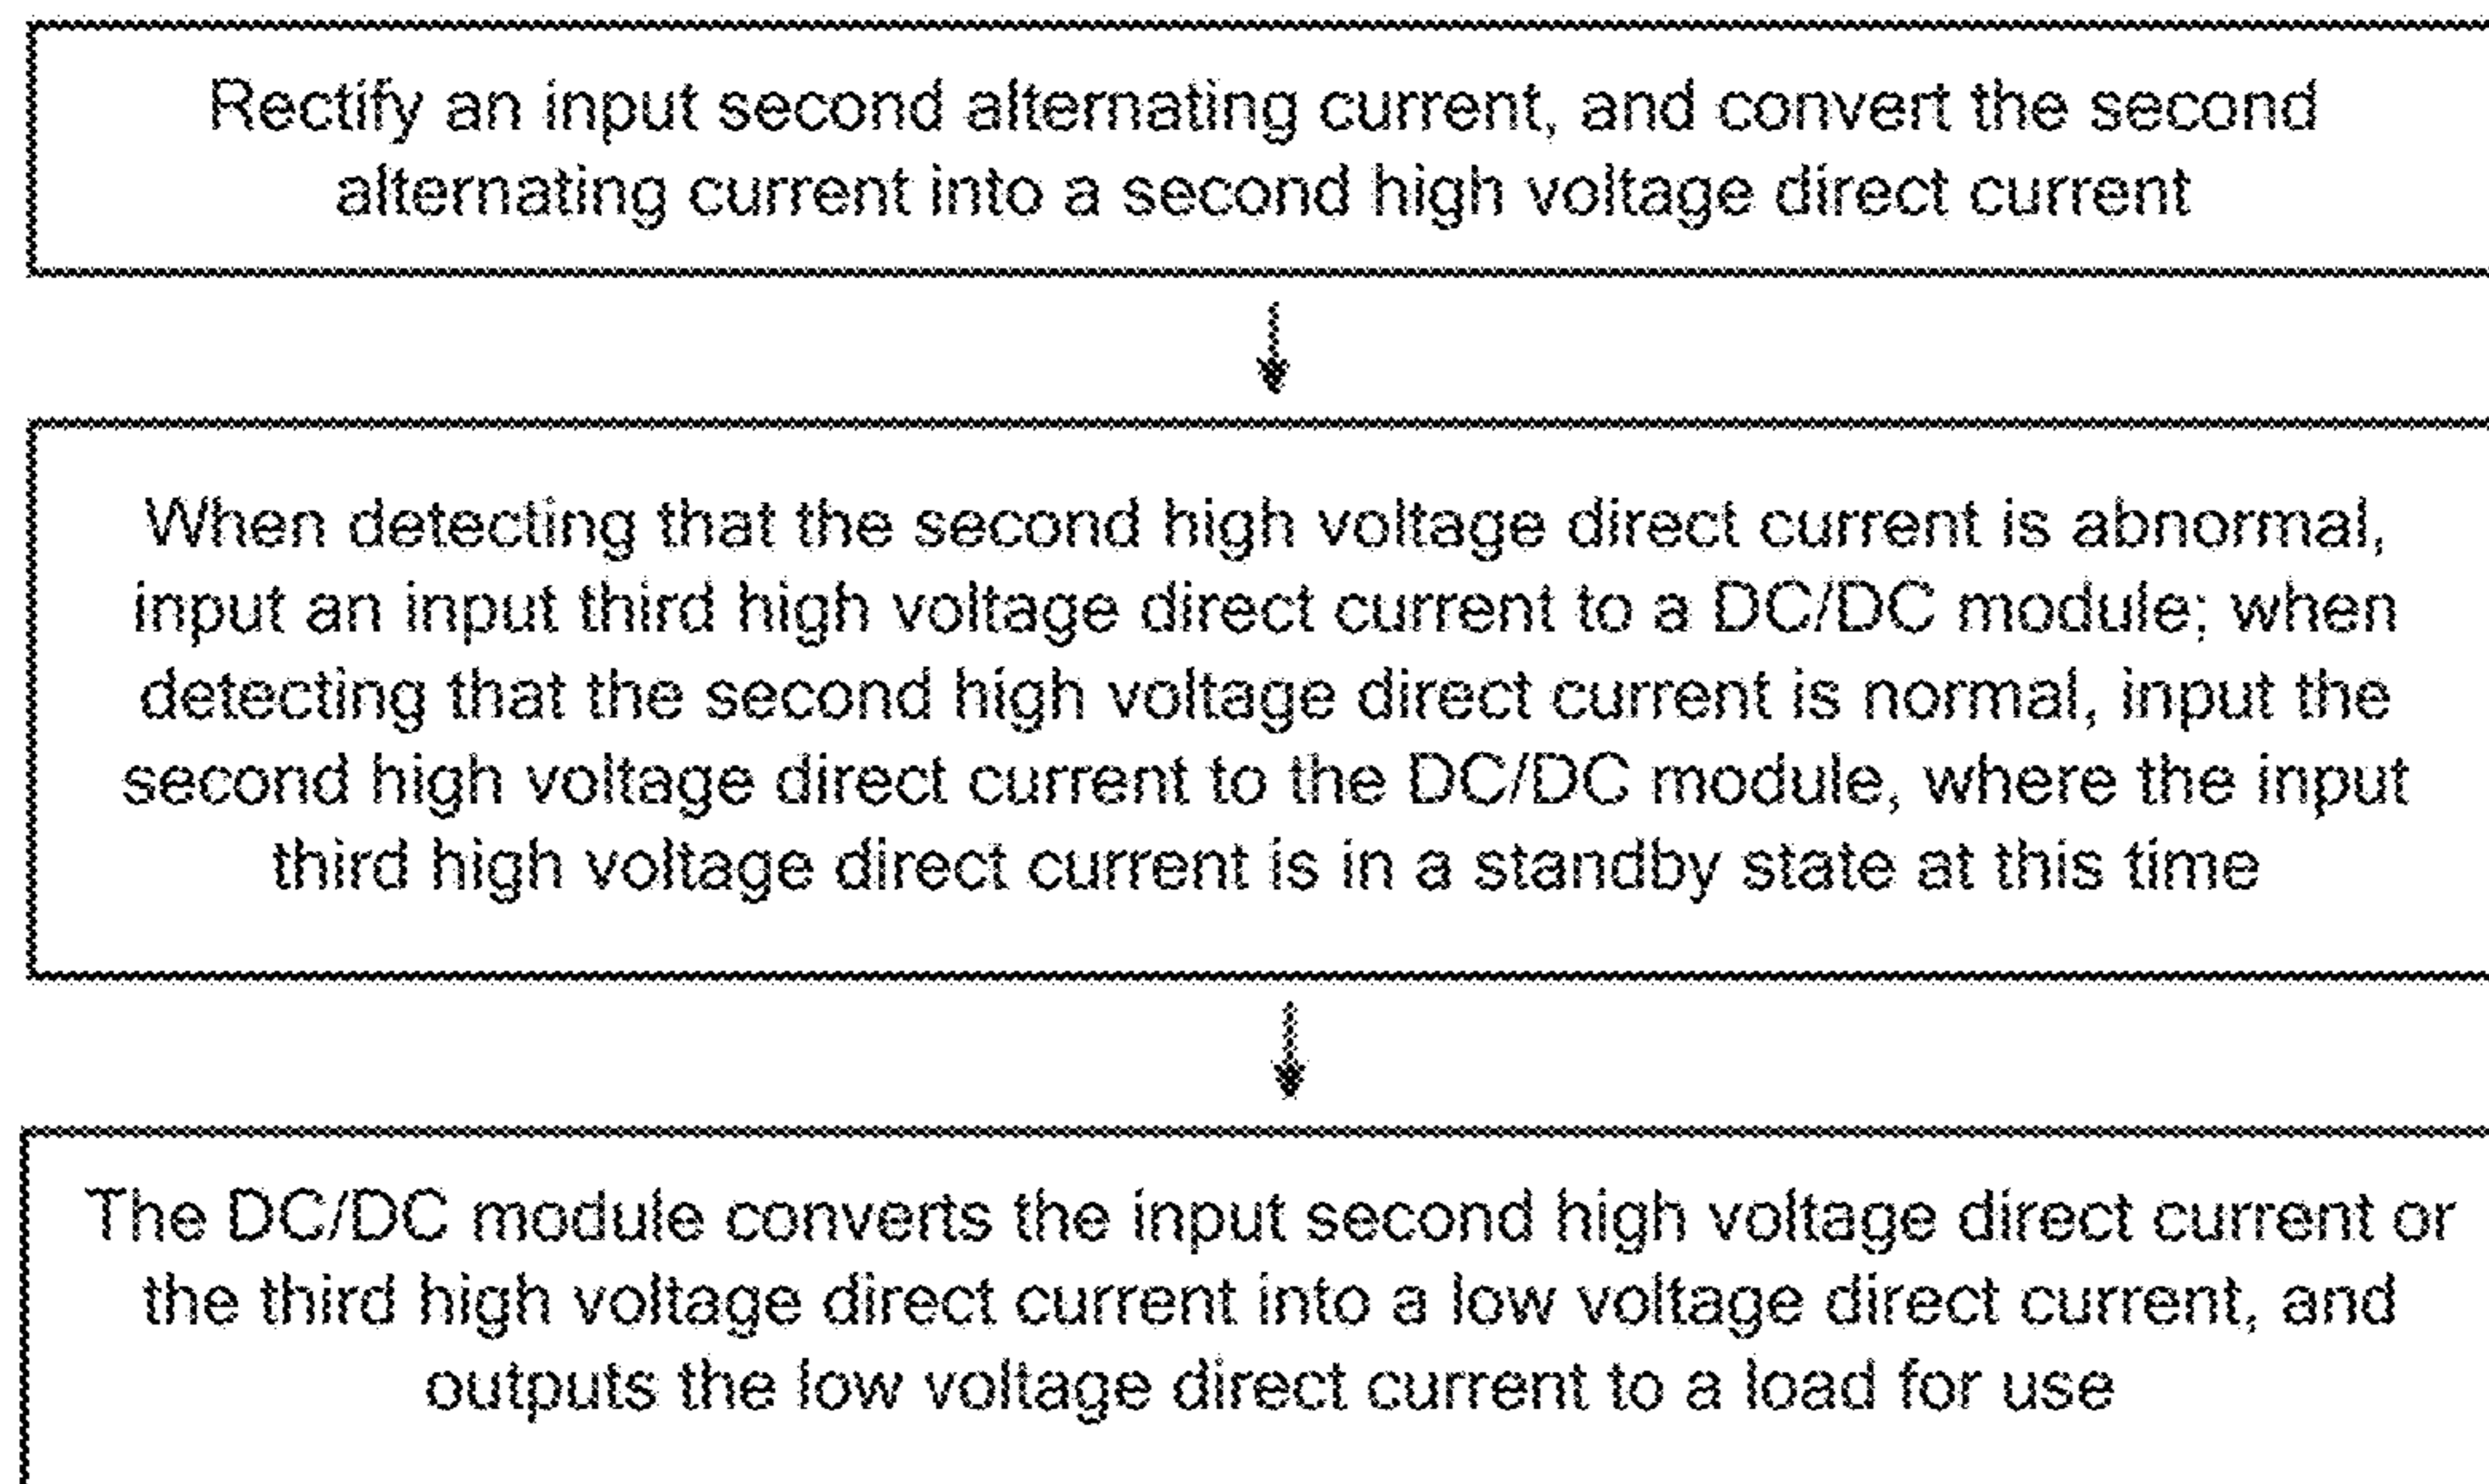 Rectify an input second alternating current, and convert the second
alternating current into a second high voltage direct current
When detecting that the second high voltage direct current is abnormal,
input an input third high voltage direct current to a DC/DC module; when
detecting that the second high voltage direct current is normal, input the
second high voltage direct current to the DC/DC module, where the input
third high voltage direct current is in a standby state at this time
The DC/DC module converts the input second high voltage direct current or
the third high voltage direct current into a low voltage direct current, and
outputs the low voltage direct current to a load for use